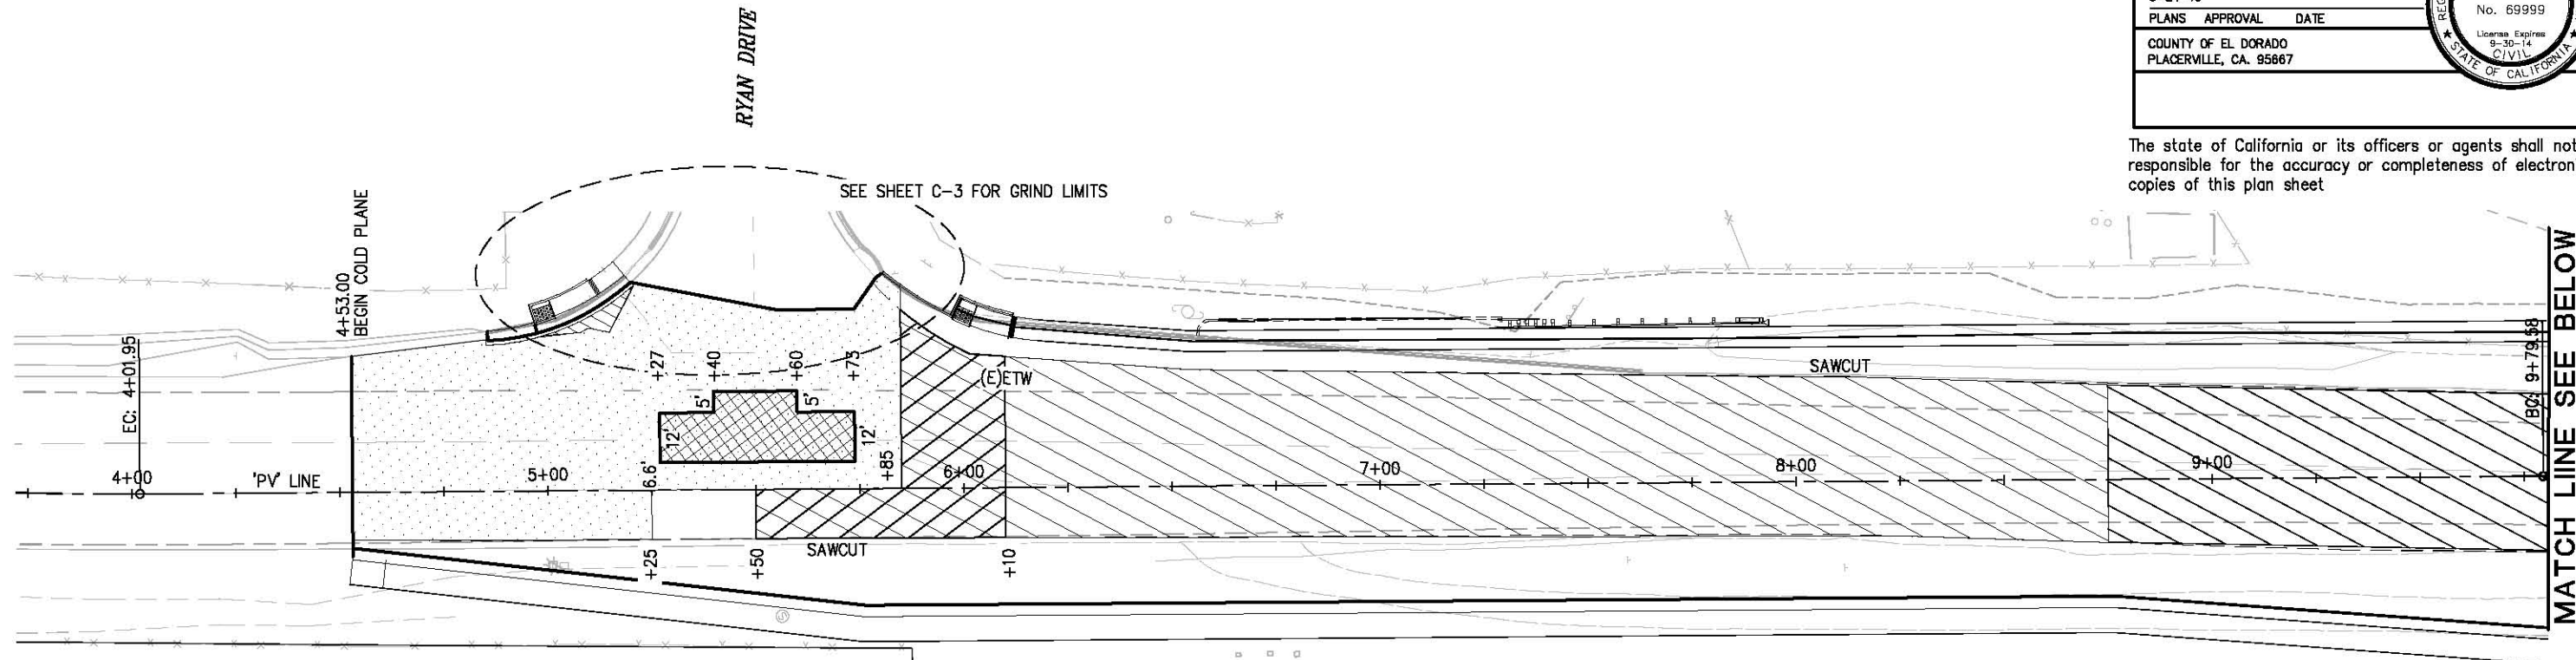 PLANS APPROVAL DATE
COUNTY OF EL DORADO
PLACERVILLE, CA. 95667
No. 69999
License Expires
9-30-14
CIVIL
STATE OF CALIFORNIA
The state of California or its officers or agents shall not
responsible for the accuracy or completeness of
copies of this plan sheet
RYAN DRIVE
SEE SHEET C-3 FOR GRIND LIMITS
4+53.00
BEGIN COLD PLANE
EC: 4+01.95
+27
+40
+60
+73
(E)ETW
SAWCUT
5'
5'
12'
12'
BC: 9+79.58
MATCH LINE SEE BELOW
4+00
"PV" LINE
5+00
6.6'
+85
6+00
7+00
8+00
9+00
SAWCUT
+25
+50
+10